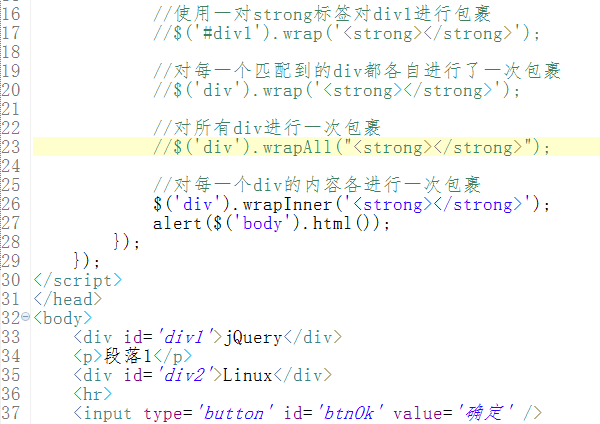 16 //使用一对strong标签对div1进行包裹
17 //$('#div1').wrap('<strong></strong>');
18
19 //对每一个匹配到的div都各自进行了一次包裹
20 //$('div').wrap('<strong></strong>');
21
22 //对所有div进行一次包裹
23 //$('div').wrapAll("<strong></strong>");
24
25 //对每一个div的内容各进行一次包裹
26 $('div').wrapInner('<strong></strong>');
27 alert($('body').html());
28 });
29 });
30 </script>
31 </head>
32 <body>
33 <div id='div1'>jQuery</div>
34 <p>段落1</p>
35 <div id='div2'>Linux</div>
36 <hr>
37 <input type='button' id='btnOk' value='确定' />